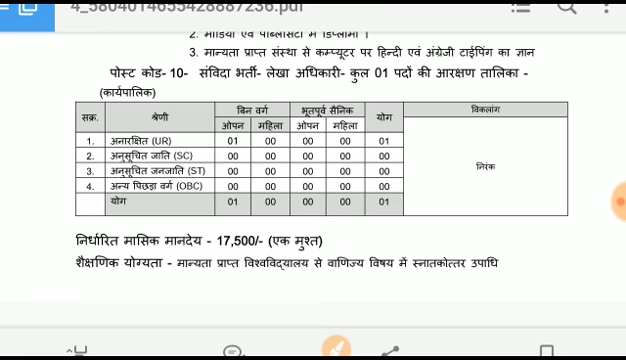 4_5804014655428887236.pdf
2. मीडिया एवं पब्लिसिटी में डिप्लोमा ।
3. मान्यता प्राप्त संस्था से कम्प्यूटर पर हिन्दी एवं अंग्रेजी टाईपिंग का ज्ञान
पोस्ट कोड- 10- संविदा भर्ती- लेखा अधिकारी- कुल 01 पदों की आरक्षण तालिका -
(कार्यपालिक)
सक्र. श्रेणी बिन वर्ग भूतपूर्व सैनिक योग विकलांग
ओपन महिला ओपन महिला
1. अनारक्षित (UR) 01 00 00 00 01
2. अनुसूचित जाति (SC) 00 00 00 00 00
3. अनुसूचित जनजाति (ST) 00 00 00 00 00 निरंक
4. अन्य पिछड़ा वर्ग (OBC) 00 00 00 00 00
योग 01 00 00 00 01
निर्धारित मासिक मानदेय - 17,500/- (एक मुश्त)
शैक्षणिक योग्यता - मान्यता प्राप्त विश्वविद्यालय से वाणिज्य विषय में स्नातकोत्तर उपाधि